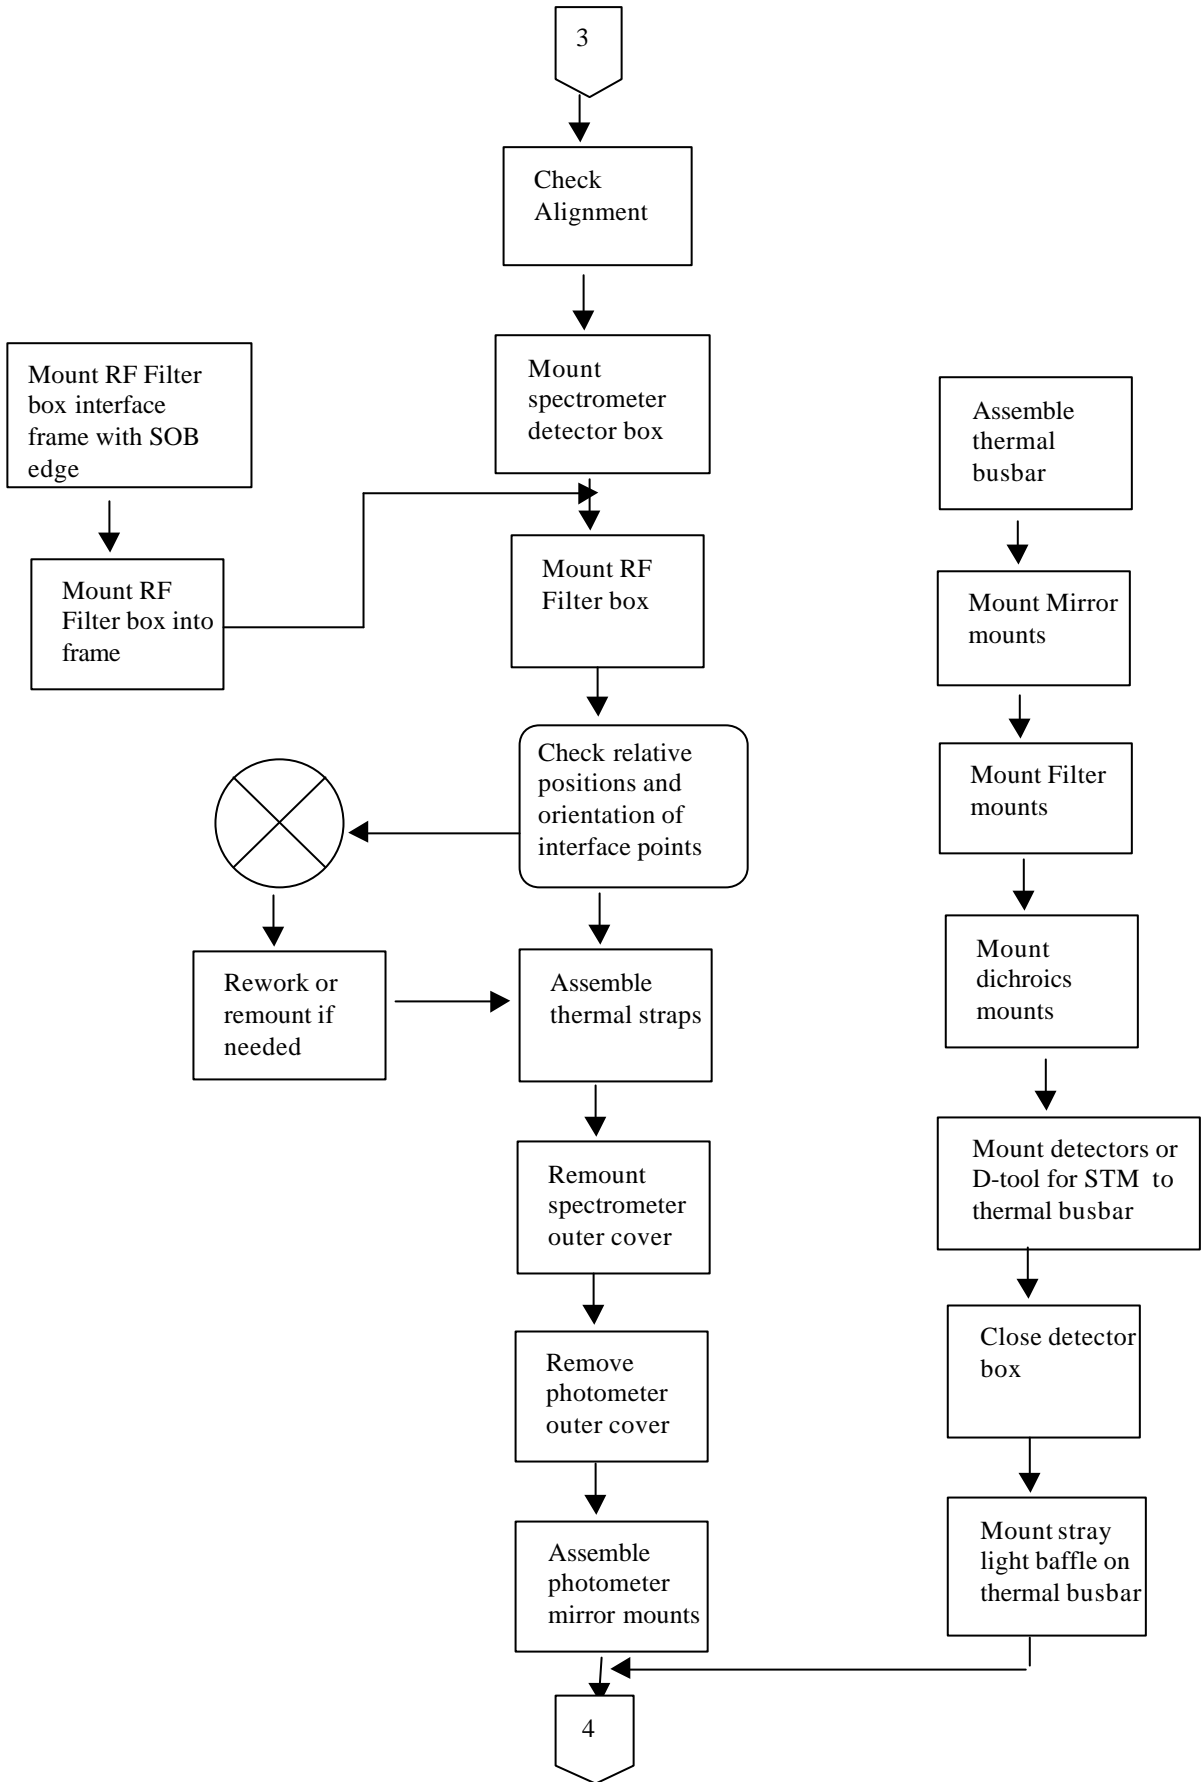 3
Check
Alignment
Mount
spectrometer
detector box
Mount RF Filter
box interface
frame with SOB
edge
Mount RF
Filter box into
frame
Mount RF
Filter box
Check relative
positions and
orientation of
interface points
Rework or
remount if
needed
Assemble
thermal straps
Remount
spectrometer
outer cover
Remove
photometer
outer cover
Assemble
photometer
mirror mounts
Assemble
thermal
busbar
Mount Mirror
mounts
Mount Filter
mounts
Mount
dichroics
mounts
Mount detectors or
D-tool for STM to
thermal busbar
Close detector
box
Mount stray
light baffle on
thermal busbar
4